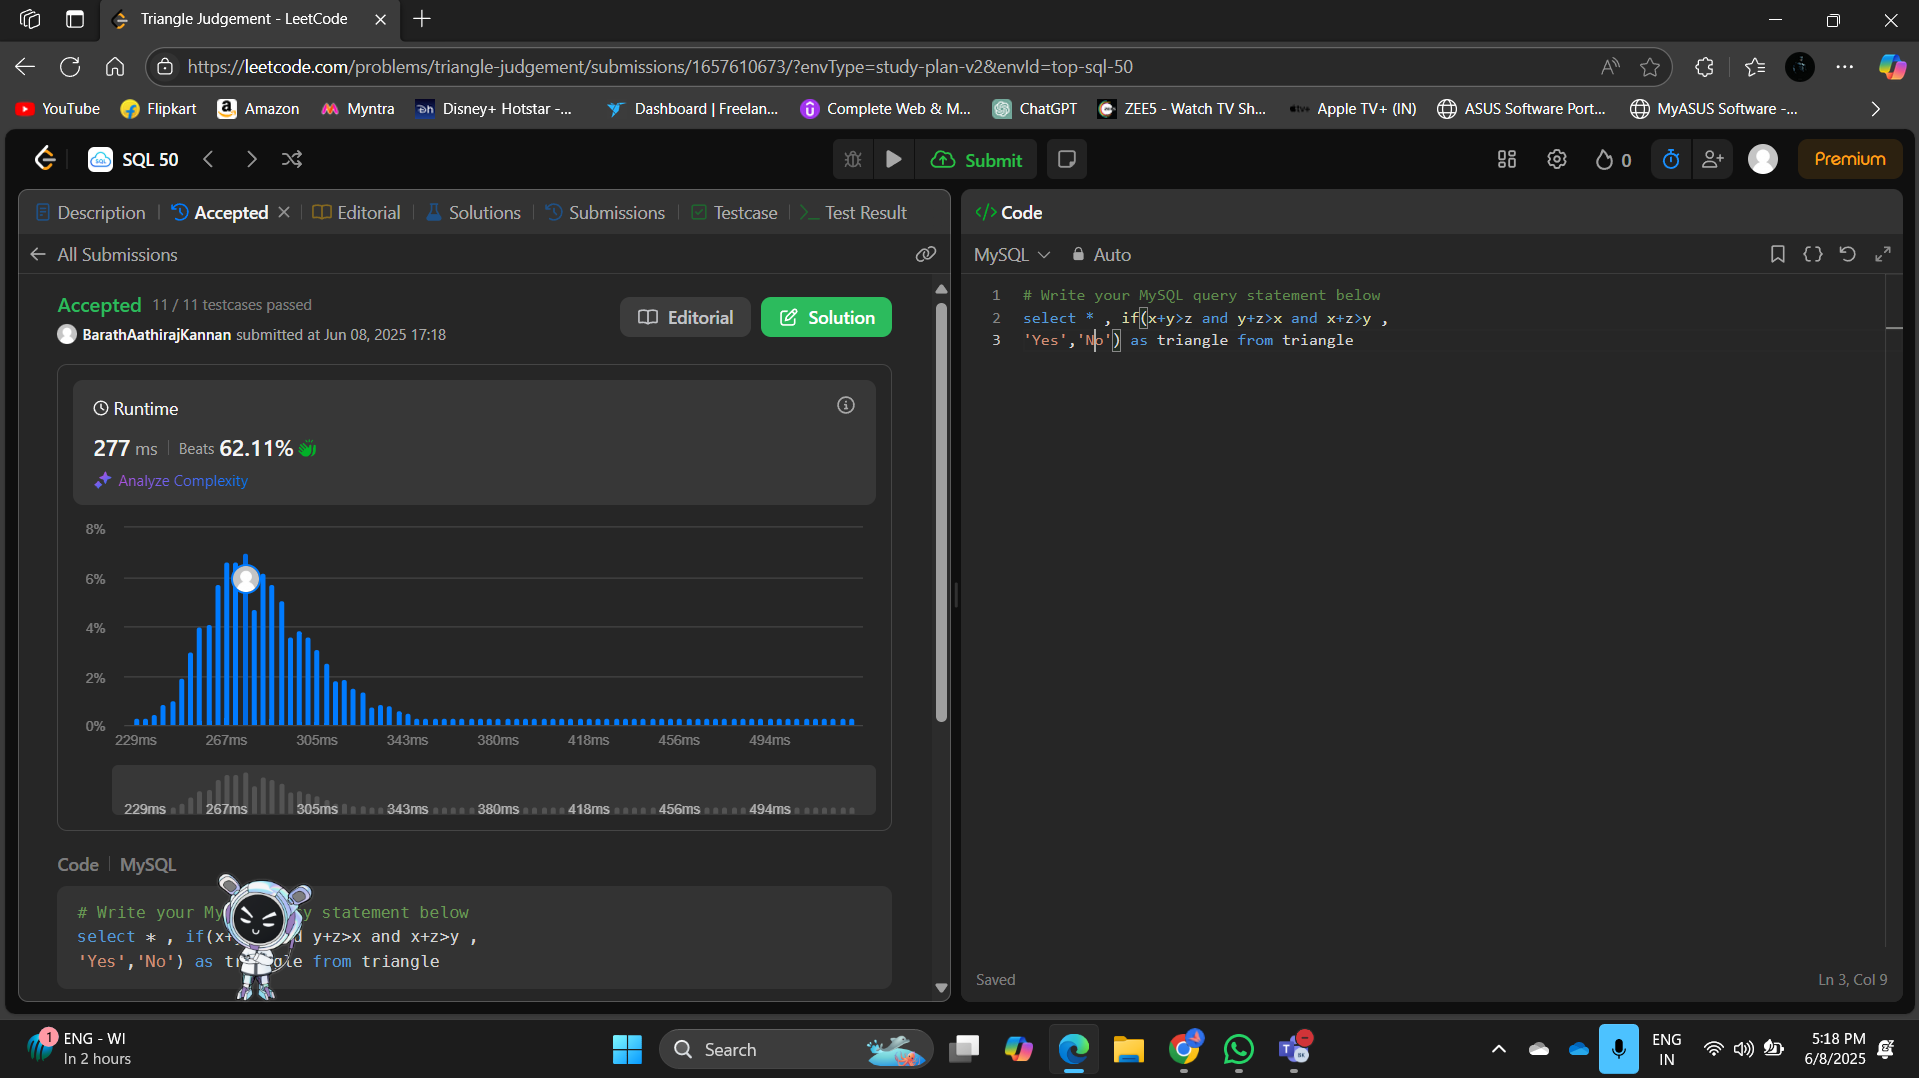 Triangle Judgement - LeetCode
https://leetcode.com/problems/triangle-judgement/submissions/1657610673/?envType=study-plan-v2&envId=top-sql-50
YouTube Flipkart Amazon Myntra Disney+ Hotstar -... Dashboard | Freelan... Complete Web & M... ChatGPT ZEE5 - Watch TV Sh... Apple TV+ (IN) ASUS Software Port... MyASUS Software -...
SQL 50 Submit 0 Premium
Description Accepted Editorial Solutions Submissions Testcase Test Result
All Submissions
Accepted 11 / 11 testcases passed
BarathAathirajKannan submitted at Jun 08, 2025 17:18
Editorial Solution
Runtime
277 ms Beats 62.11%
Analyze Complexity
8%
6%
4%
2%
0%
229ms 267ms 305ms 343ms 380ms 418ms 456ms 494ms
229ms 267ms 305ms 343ms 380ms 418ms 456ms 494ms
Code MySQL
# Write your My y statement below
select * , if(x+ d y+z>x and x+z>y ,
'Yes','No') as tr gle from triangle
Code
MySQL Auto
1 # Write your MySQL query statement below
2 select * , if(x+y>z and y+z>x and x+z>y ,
3 'Yes','No') as triangle from triangle
Saved Ln 3, Col 9
1 ENG - WI
In 2 hours
Search
ENG
IN
5:18 PM
6/8/2025